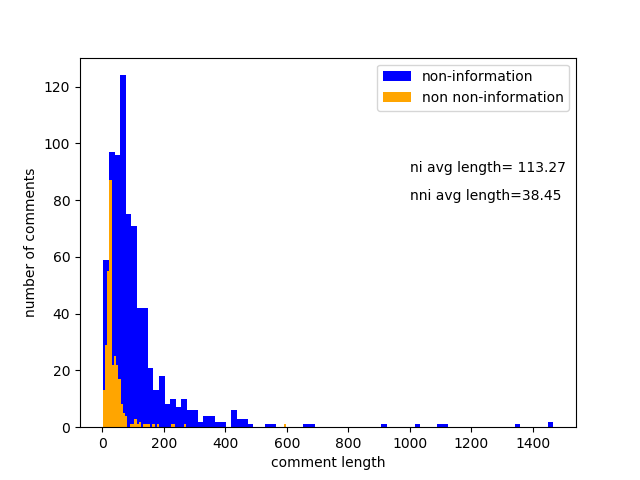 non-information
non non-information
ni avg length= 113.27
nni avg length=38.45
number of comments
120
100
80
60
40
20
0
0 200 400 600 800 1000 1200 1400
comment length